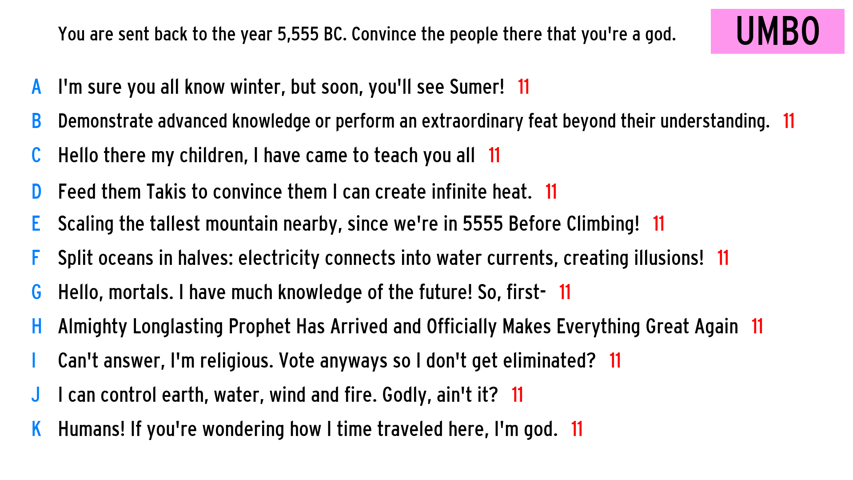 You are sent back to the year 5,555 BC. Convince the people there that you're a god.
UMBO
A I'm sure you all know winter, but soon, you'll see Sumer! 11
B Demonstrate advanced knowledge or perform an extraordinary feat beyond their understanding. 11
C Hello there my children, I have came to teach you all 11
D Feed them Takis to convince them I can create infinite heat. 11
E Scaling the tallest mountain nearby, since we're in 5555 Before Climbing! 11
F Split oceans in halves: electricity connects into water currents, creating illusions! 11
G Hello, mortals. I have much knowledge of the future! So, first- 11
H Almighty Longlasting Prophet Has Arrived and Officially Makes Everything Great Again 11
I Can't answer, I'm religious. Vote anyways so I don't get eliminated? 11
J I can control earth, water, wind and fire. Godly, ain't it? 11
K Humans! If you're wondering how I time traveled here, I'm god. 11